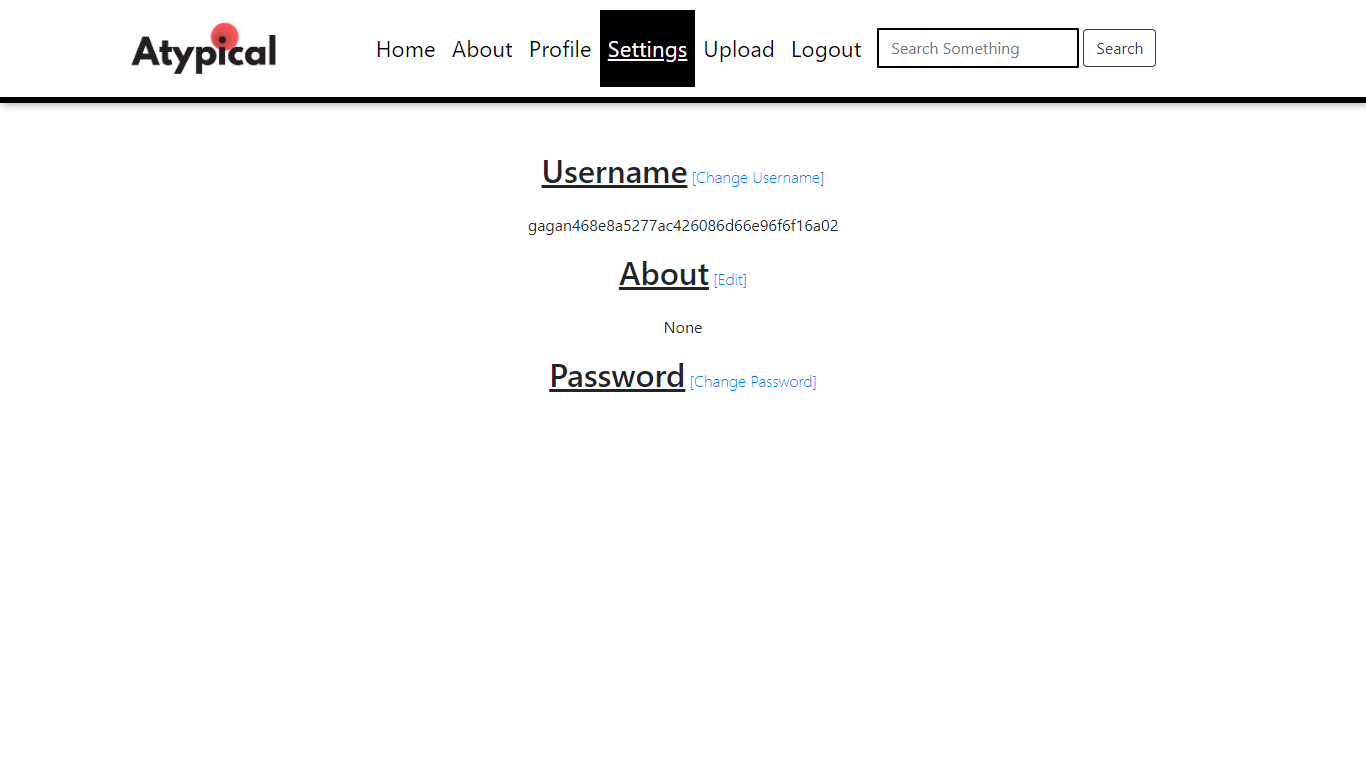 Atypical Home About Profile Settings Upload Logout Search Something Search
Username [Change Username]
gagan468e8a5277ac426086d66e96f6f16a02
About [Edit]
None
Password [Change Password]